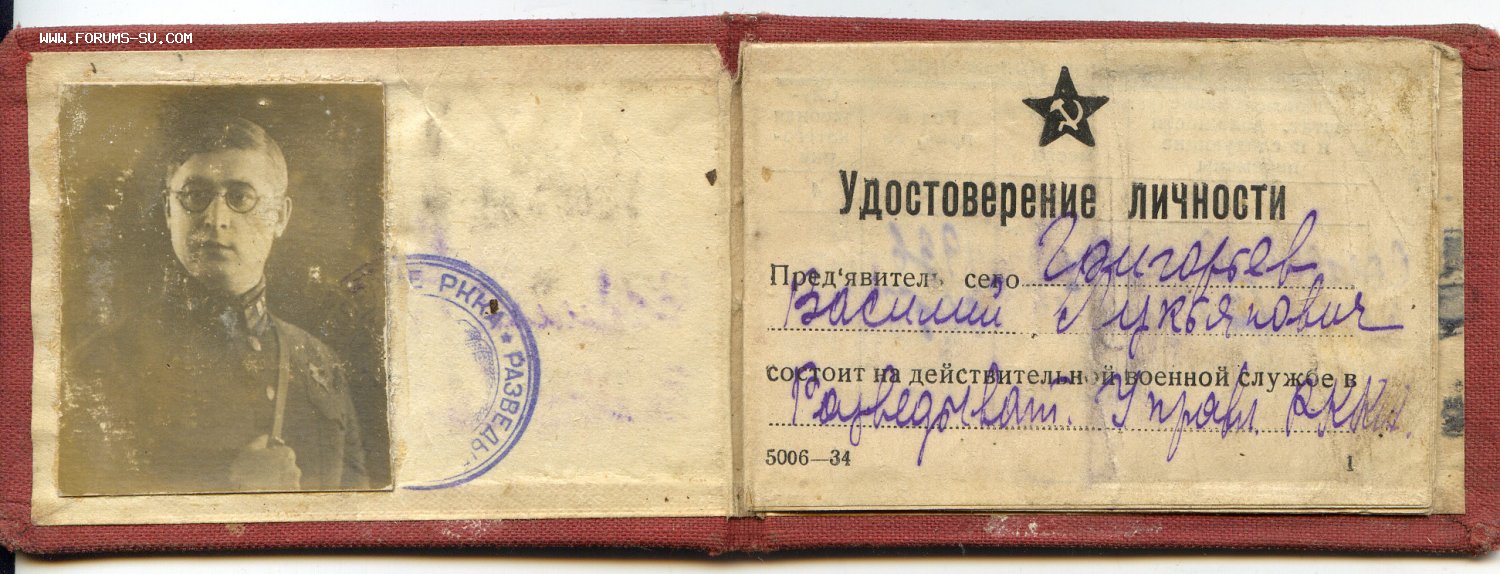 WWW.FORUMS-SU.COM
Е РККА ★ РАЗВЕДЫ
Удостоверение личности
Пред'явитель сего Григорьев
Василий Лукьянович
состоит на действительной военной службе в
Разведыват. Управл. РККА.
5006—34
1